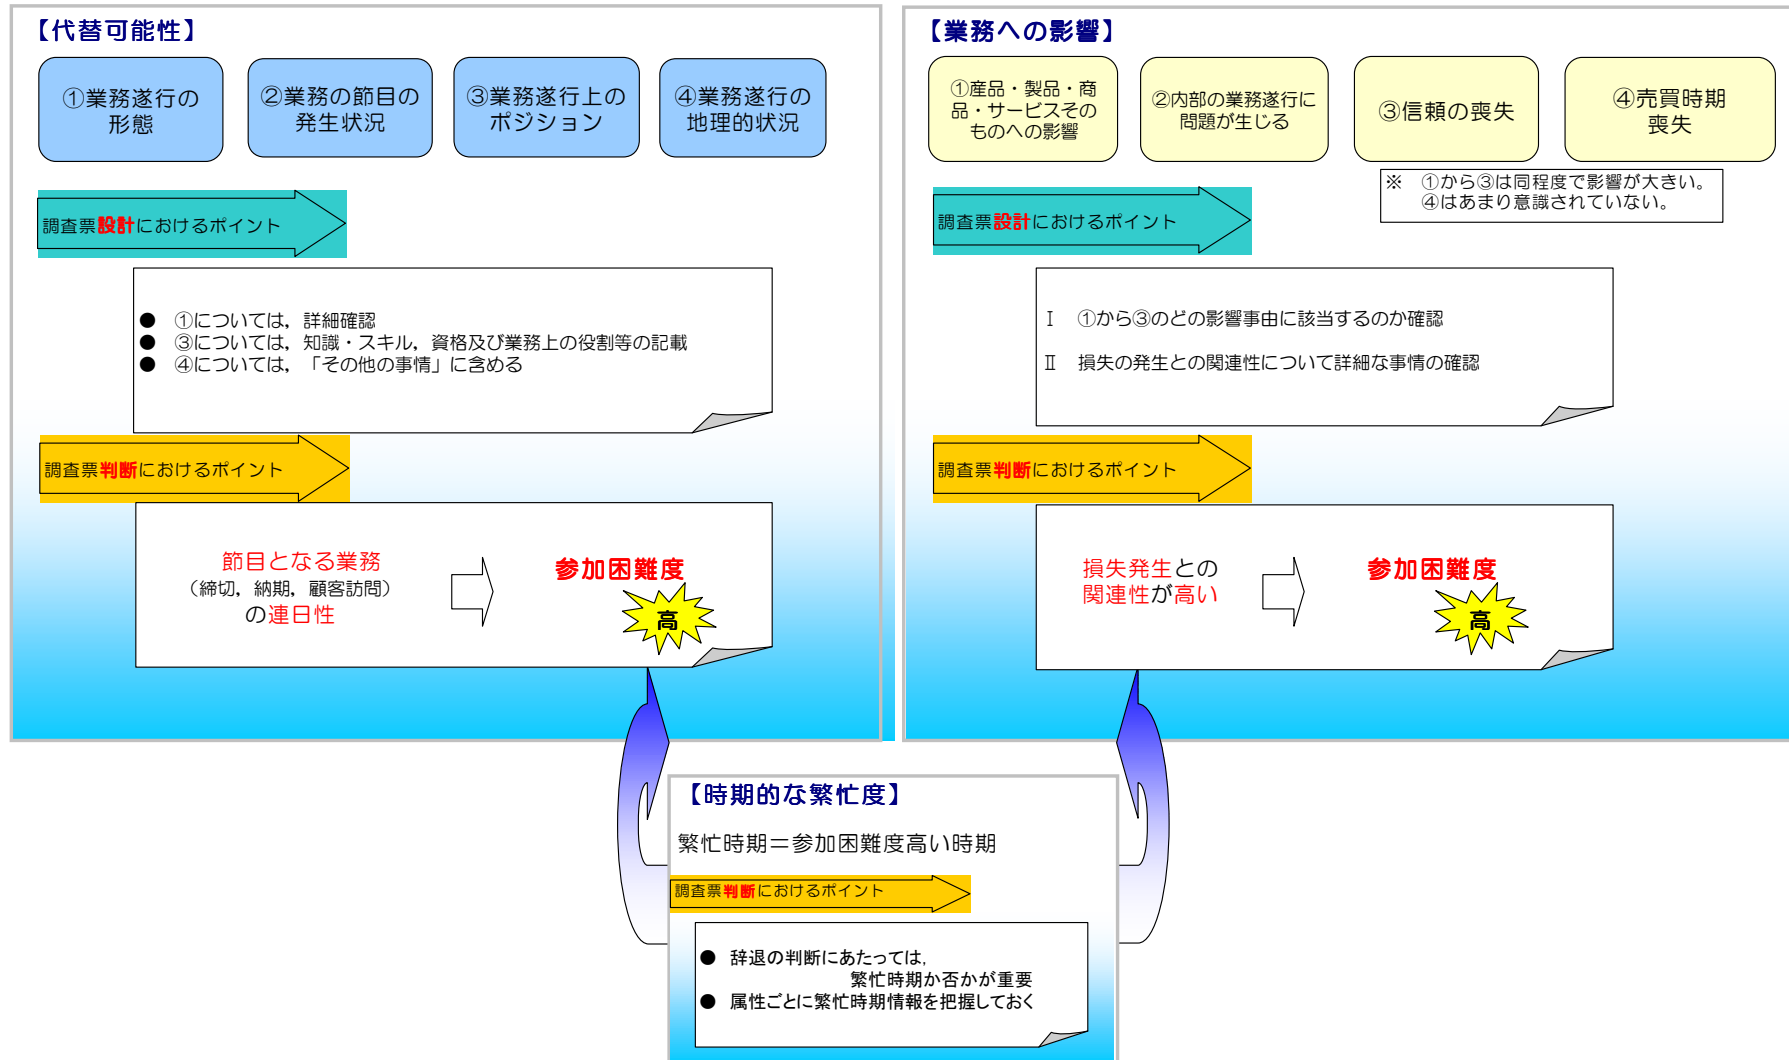 【代替可能性】
①業務遂行の
形態
②業務の節目の
発生状況
③業務遂行上の
ポジション
④業務遂行の
地理的状況
調査票設計におけるポイント
● ①については，詳細確認
● ③については，知識・スキル，資格及び業務上の役割等の記載
● ④については，「その他の事情」に含める
調査票判断におけるポイント
節目となる業務
（締切，納期，顧客訪問）
の連日性
参加困難度
高
【業務への影響】
①産品・製品・商
品・サービスその
ものへの影響
②内部の業務遂行に
問題が生じる
③信頼の喪失
④売買時期
喪失
※　①から③は同程度で影響が大きい。
④はあまり意識されていない。
調査票設計におけるポイント
Ⅰ　①から③のどの影響事由に該当するのか確認
Ⅱ　損失の発生との関連性について詳細な事情の確認
調査票判断におけるポイント
損失発生との
関連性が高い
参加困難度
高
【時期的な繁忙度】
繁忙時期＝参加困難度高い時期
調査票判断におけるポイント
● 辞退の判断にあたっては，
繁忙時期か否かが重要
● 属性ごとに繁忙時期情報を把握しておく